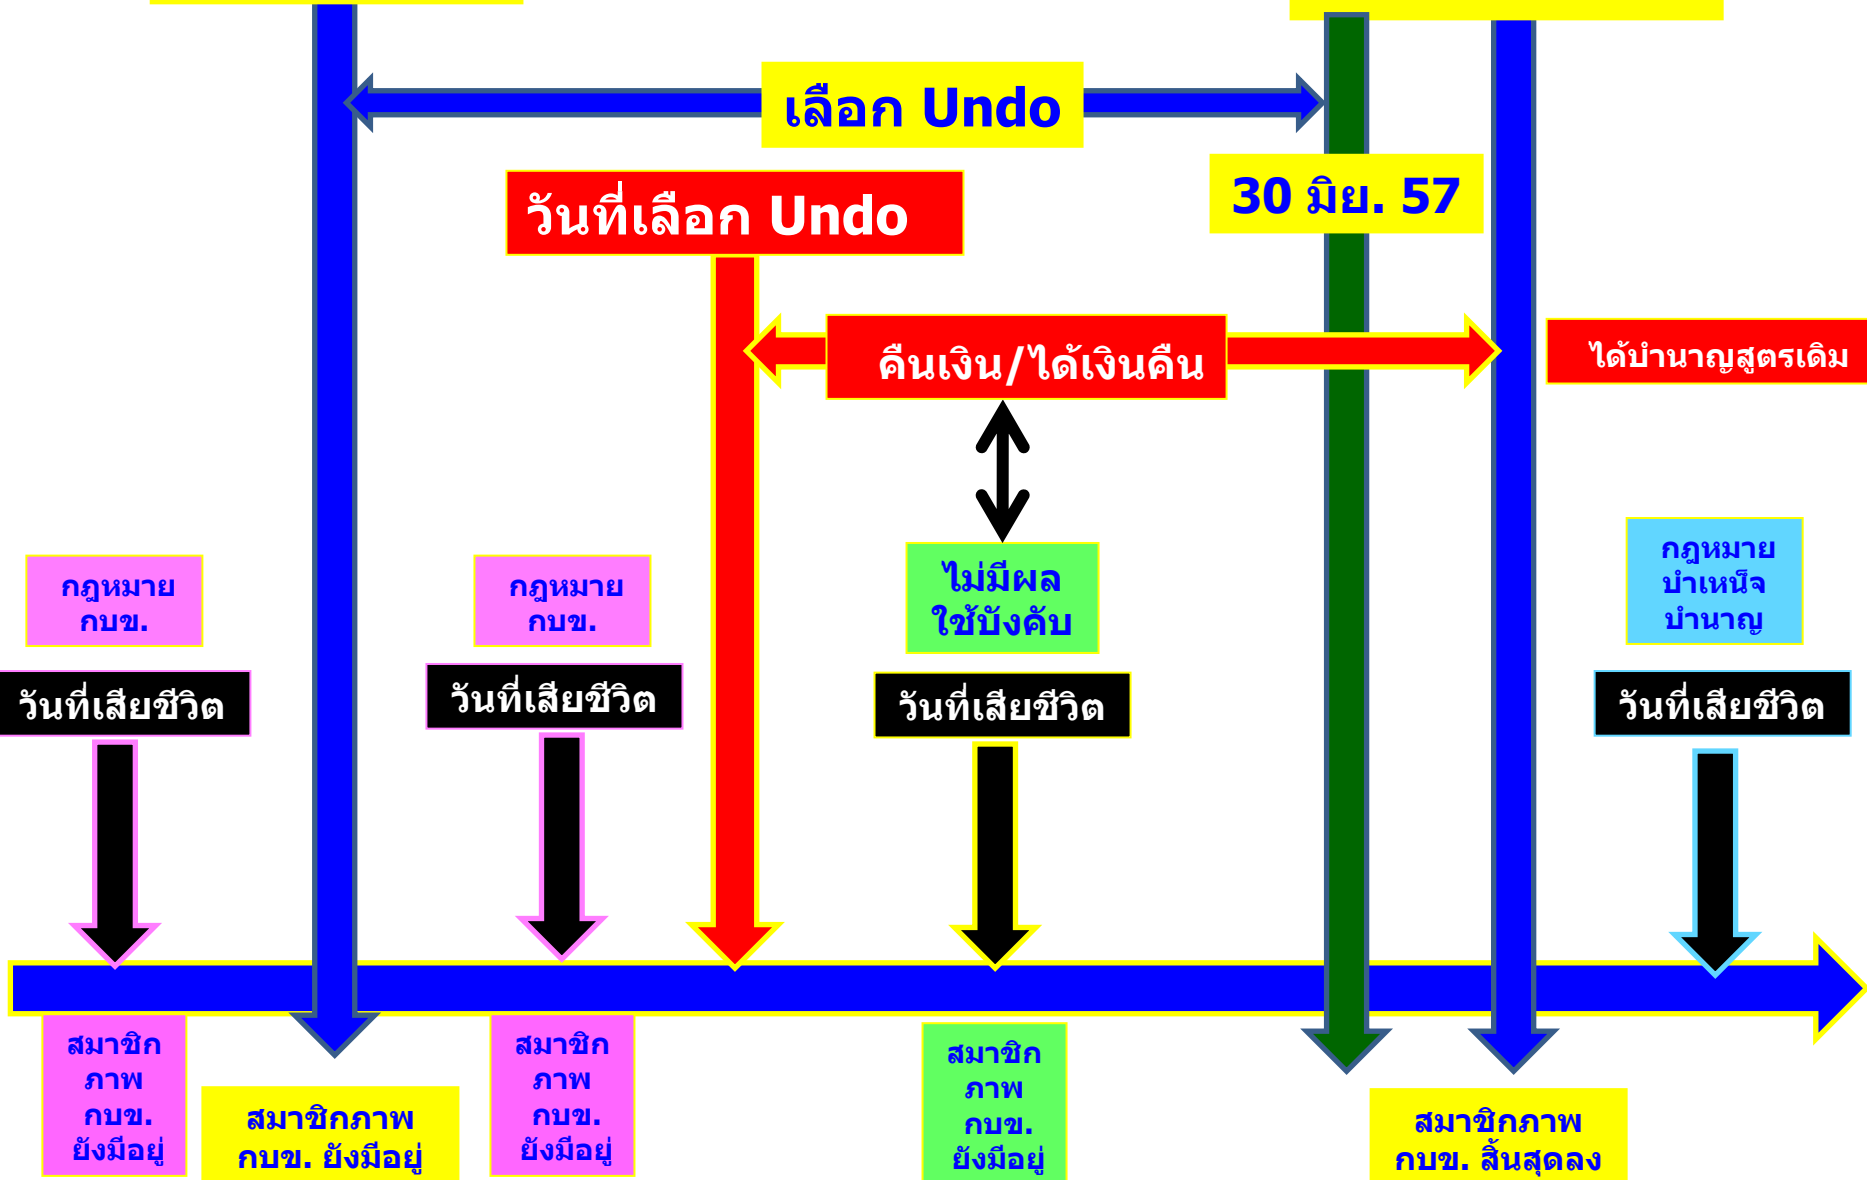 เลือก Undo
30 มิย. 57
วันที่เลือก Undo
คืนเงิน/ได้เงินคืน
ได้บำนาญสูตรเดิม
กฎหมาย
กบข.
วันที่เสียชีวิต
กฎหมาย
กบข.
วันที่เสียชีวิต
ไม่มีผล
ใช้บังคับ
วันที่เสียชีวิต
กฎหมาย
บำเหน็จ
บำนาญ
วันที่เสียชีวิต
สมาชิก
ภาพ
กบข.
ยังมีอยู่
สมาชิกภาพ
กบข. ยังมีอยู่
สมาชิก
ภาพ
กบข.
ยังมีอยู่
สมาชิก
ภาพ
กบข.
ยังมีอยู่
สมาชิกภาพ
กบข. สิ้นสุดลง